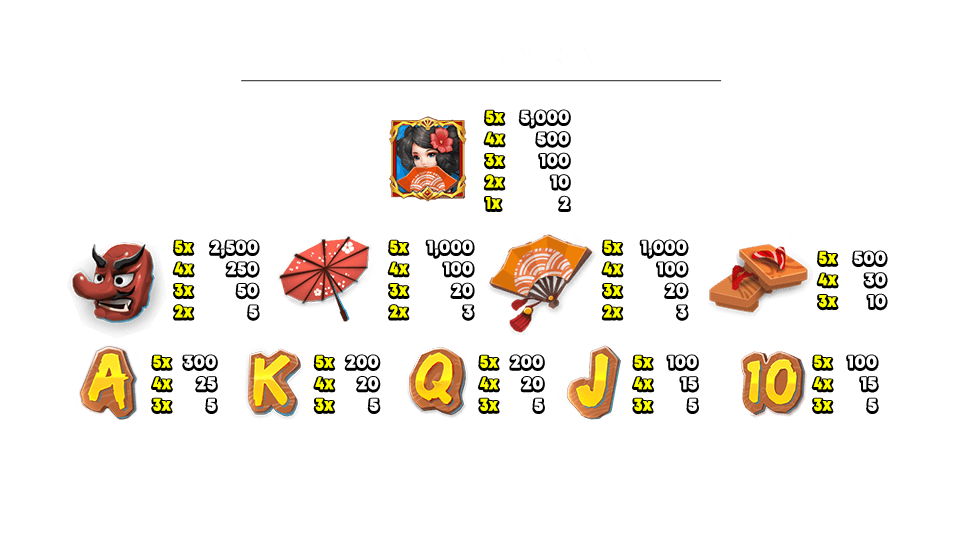 5x 5,000
4x 500
3x 100
2x 10
1x 2
5x 2,500
4x 250
3x 50
2x 5
5x 1,000
4x 100
3x 20
2x 3
5x 1,000
4x 100
3x 20
2x 3
5x 500
4x 30
3x 10
A
5x 300
4x 25
3x 5
K
5x 200
4x 20
3x 5
Q
5x 200
4x 20
3x 5
J
5x 100
4x 15
3x 5
10
5x 100
4x 15
3x 5